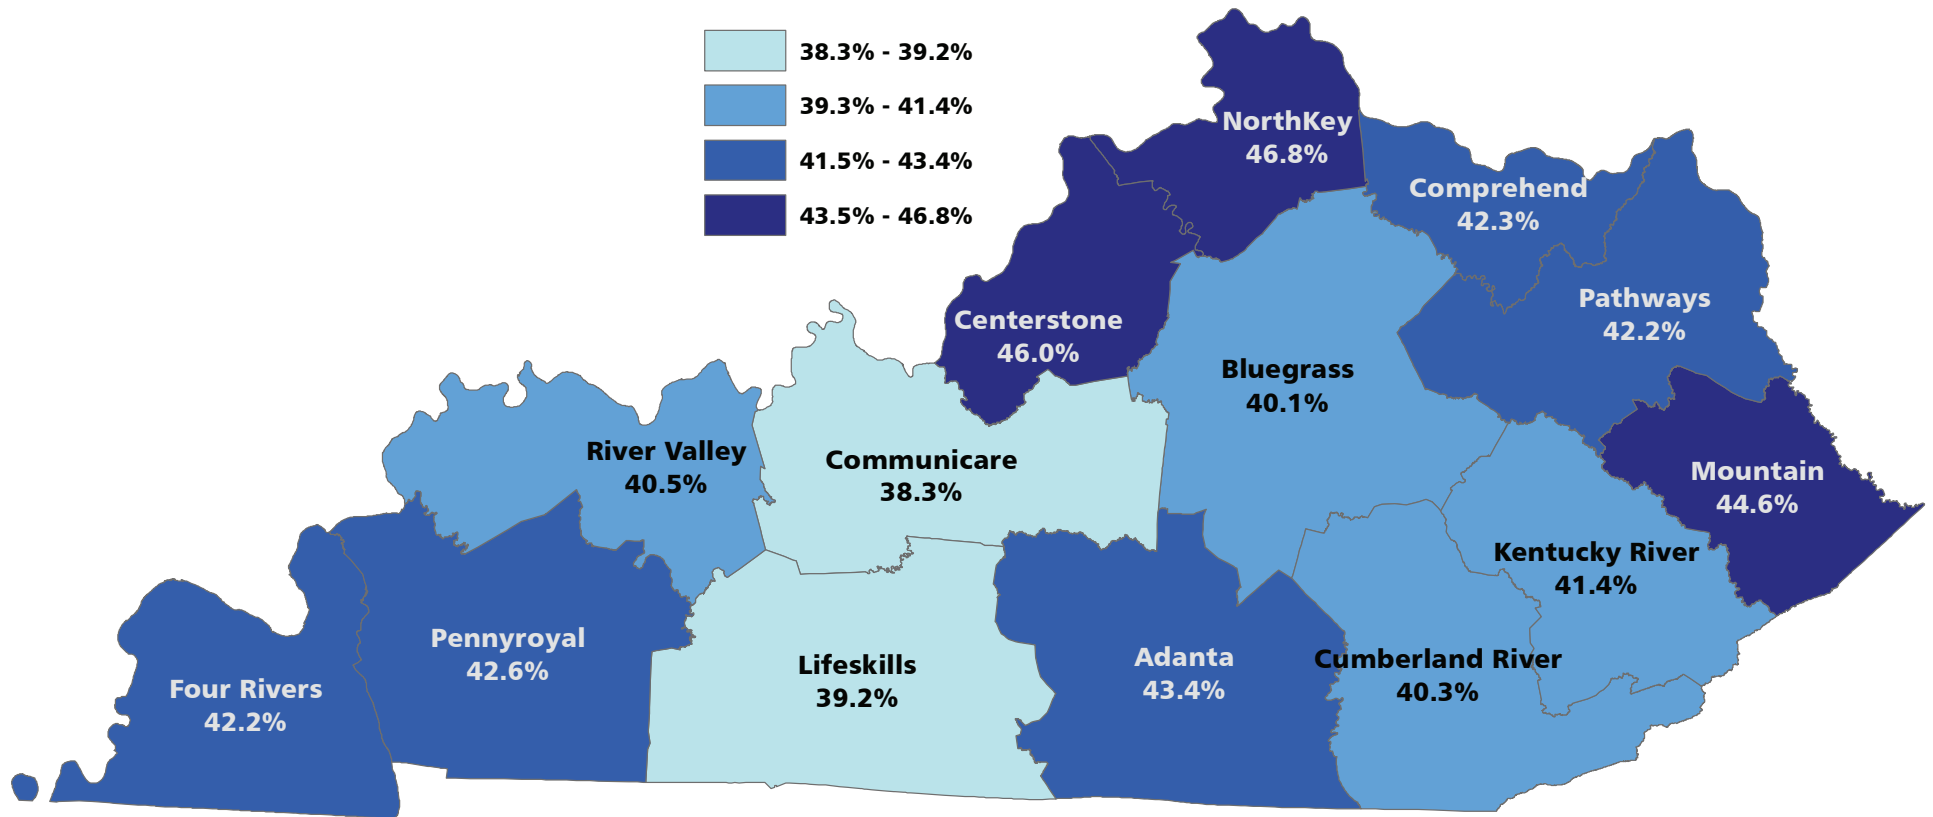 38.3% - 39.2%
39.3% - 41.4%
41.5% - 43.4%
43.5% - 46.8%
NorthKey
46.8%
Comprehend
42.3%
Pathways
42.2%
Centerstone
46.0%
Bluegrass
40.1%
River Valley
40.5%
Communicare
38.3%
Mountain
44.6%
Kentucky River
41.4%
Pennyroyal
42.6%
Four Rivers
42.2%
Lifeskills
39.2%
Adanta
43.4%
Cumberland River
40.3%